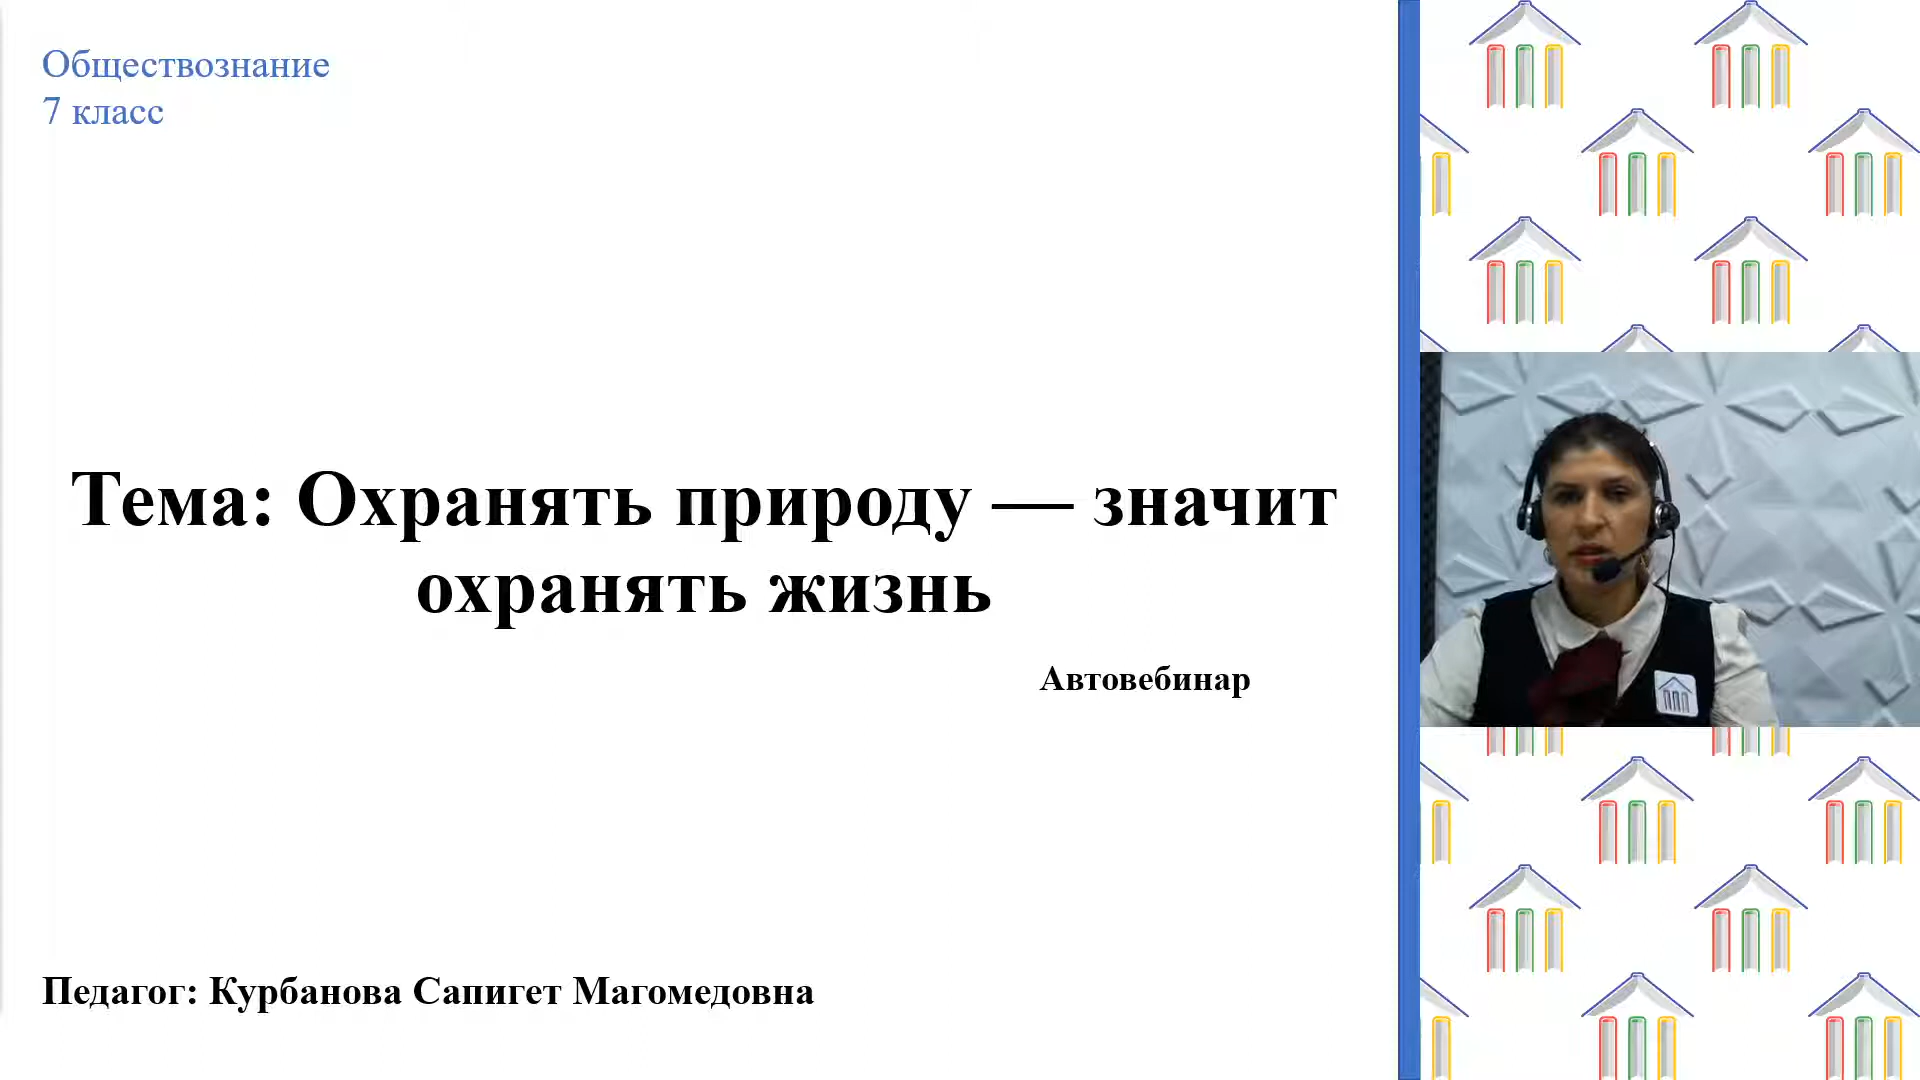 Обществознание
7 класс
Тема: Охранять природу — значит
охранять жизнь
Автовебинар
Педагог: Курбанова Сапигет Магомедовна